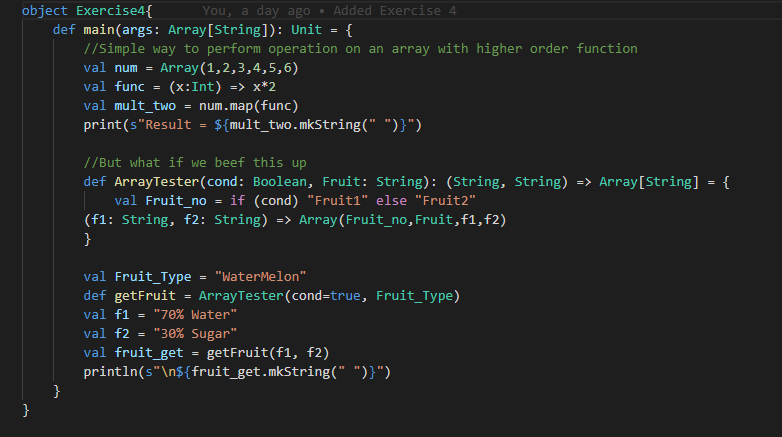 object Exercise4{ You, a day ago • Added Exercise 4
def main(args: Array[String]): Unit = {
//Simple way to perform operation on an array with higher order function
val num = Array(1,2,3,4,5,6)
val func = (x:Int) => x*2
val mult_two = num.map(func)
print(s"Result = ${mult_two.mkString(" ")}")
//But what if we beef this up
def ArrayTester(cond: Boolean, Fruit: String): (String, String) => Array[String] = {
val Fruit_no = if (cond) "Fruit1" else "Fruit2"
(f1: String, f2: String) => Array(Fruit_no,Fruit,f1,f2)
}
val Fruit_Type = "WaterMelon"
def getFruit = ArrayTester(cond=true, Fruit_Type)
val f1 = "70% Water"
val f2 = "30% Sugar"
val fruit_get = getFruit(f1, f2)
println(s"\n${fruit_get.mkString(" ")}")
}
}